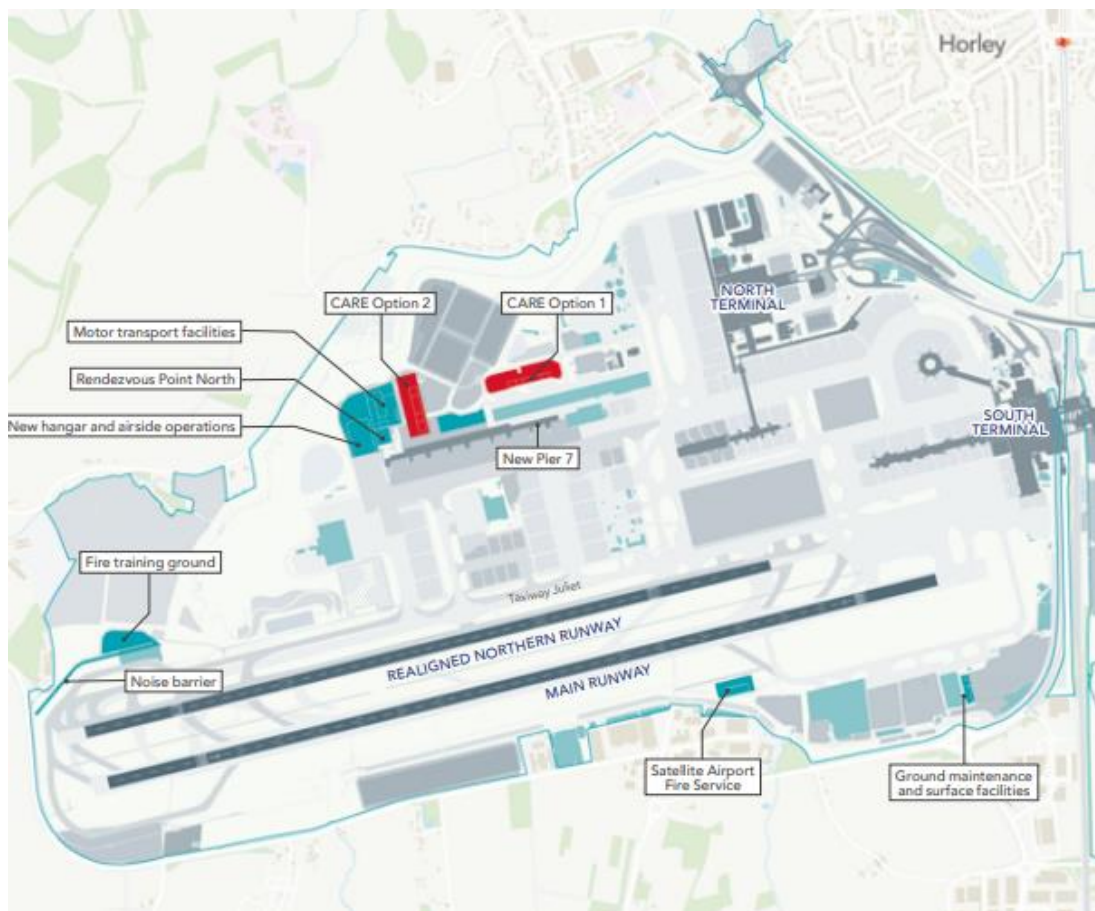 Horley
NORTH
TERMINAL
CARE Option 2
CARE Option 1
Motor transport facilities
Rendezvous Point North
New hangar and airside operations
SOUTH
TERMINAL
New Pier 7
Fire training ground
Taxiway Juliet
REALIGNED NORTHERN RUNWAY
Noise barrier
MAIN RUNWAY
Satellite Airport
Fire Service
Ground maintenance
and surface facilities